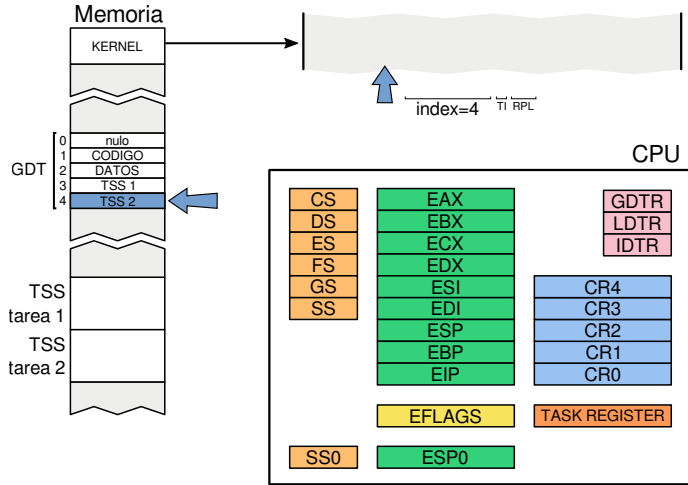 Memoria
KERNEL
index=4 TI RPL
GDT
0 nulo
1 CODIGO
2 DATOS
3 TSS 1
4 TSS 2
TSS
tarea 1
TSS
tarea 2
CPU
CS EAX GDTR
DS EBX LDTR
ES ECX IDTR
FS EDX
GS ESI CR4
SS EDI CR3
ESP CR2
EBP CR1
EIP CR0
EFLAGS TASK REGISTER
SS0 ESP0